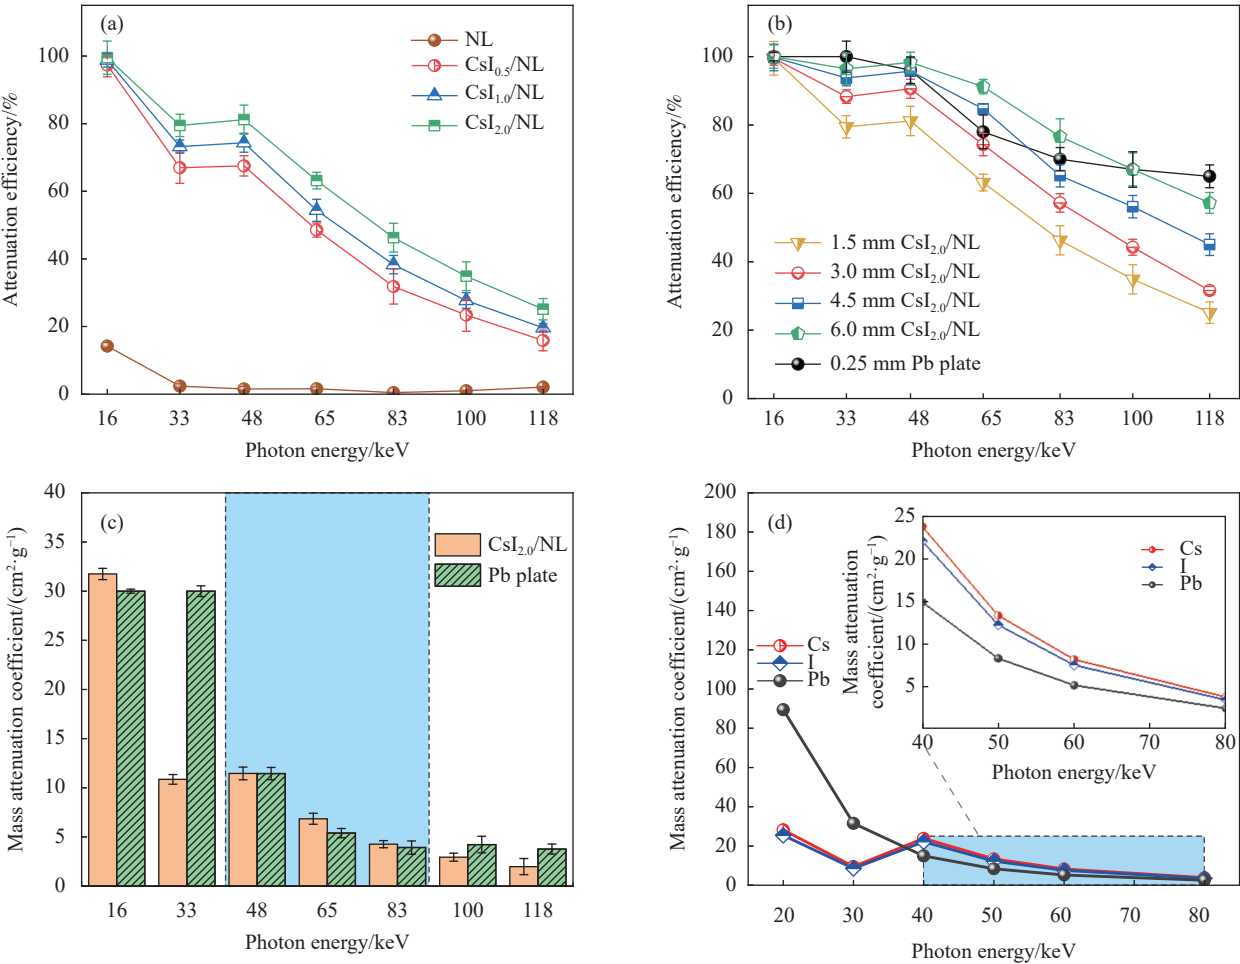 (a)
NL
CsI0.5/NL
CsI1.0/NL
CsI2.0/NL
Attenuation efficiency/%
100
80
60
40
20
0
16 33 48 65 83 100 118
Photon energy/keV
(b)
Attenuation efficiency/%
100
80
60
40
20
0
1.5 mm CsI2.0/NL
3.0 mm CsI2.0/NL
4.5 mm CsI2.0/NL
6.0 mm CsI2.0/NL
0.25 mm Pb plate
16 33 48 65 83 100 118
Photon energy/keV
(c)
CsI2.0/NL
Pb plate
Mass attenuation coefficient/(cm²·g⁻¹)
40
35
30
25
20
15
10
5
0
16 33 48 65 83 100 118
Photon energy/keV
(d)
Mass attenuation coefficient/(cm²·g⁻¹)
200
180
160
140
120
100
80
60
40
20
0
Cs
I
Pb
20 30 40 50 60 70 80
Photon energy/keV
Mass attenuation
coefficient/(cm²·g⁻¹)
25
20
15
10
5
Cs
I
Pb
40 50 60 70 80
Photon energy/keV